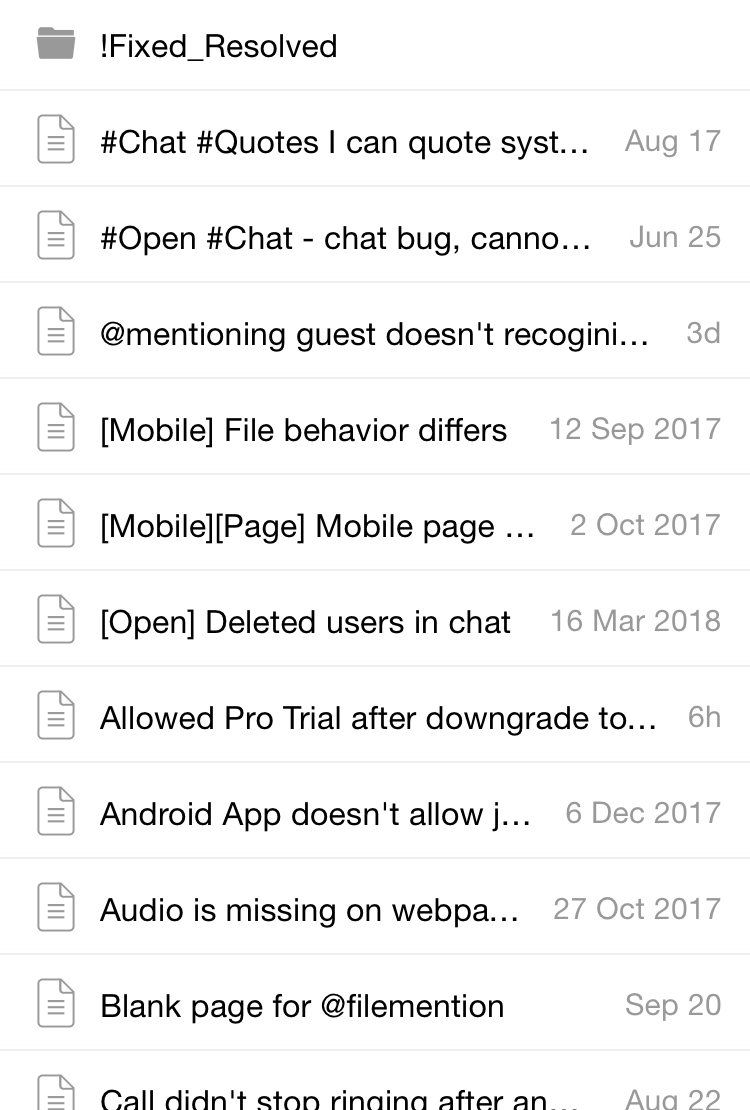 !Fixed_Resolved
#Chat #Quotes I can quote syst... Aug 17
#Open #Chat - chat bug, canno... Jun 25
@mentioning guest doesn't recogini... 3d
[Mobile] File behavior differs 12 Sep 2017
[Mobile][Page] Mobile page ... 2 Oct 2017
[Open] Deleted users in chat 16 Mar 2018
Allowed Pro Trial after downgrade to... 6h
Android App doesn't allow j... 6 Dec 2017
Audio is missing on webpa... 27 Oct 2017
Blank page for @filemention Sep 20
Call didn't stop ringing after an... Aug 22